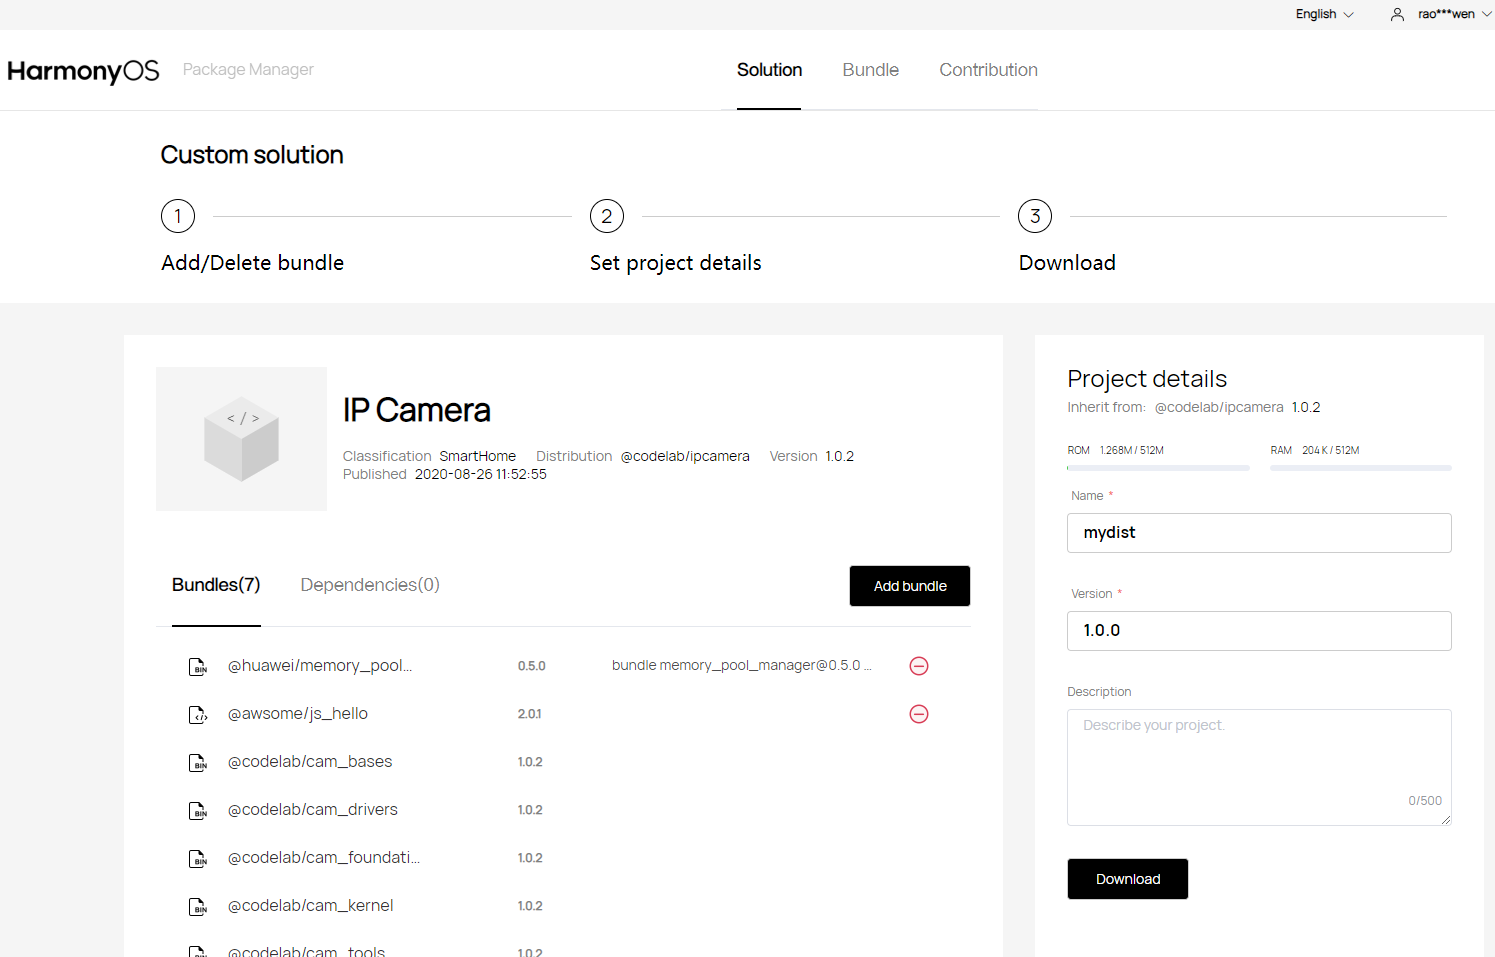 English
rao***wen
HarmonyOS Package Manager Solution Bundle Contribution
Custom solution
1 2 3
Add/Delete bundle Set project details Download
</>
IP Camera
Classification SmartHome Distribution @codelab/ipcamera Version 1.0.2
Published 2020-08-26 11:52:55
Bundles(7) Dependencies(0) Add bundle
BIN @huawei/memory_pool... 0.5.0 bundle memory_pool_manager@0.5.0 ...
</> @awsome/js_hello 2.0.1
BIN @codelab/cam_bases 1.0.2
BIN @codelab/cam_drivers 1.0.2
BIN @codelab/cam_foundati... 1.0.2
BIN @codelab/cam_kernel 1.0.2
@codelab/cam_tools 1.0.2
Project details
Inherit from: @codelab/ipcamera 1.0.2
ROM 1.268M / 512M RAM 204 K / 512M
Name *
mydist
Version *
1.0.0
Description
Describe your project.
0/500
Download